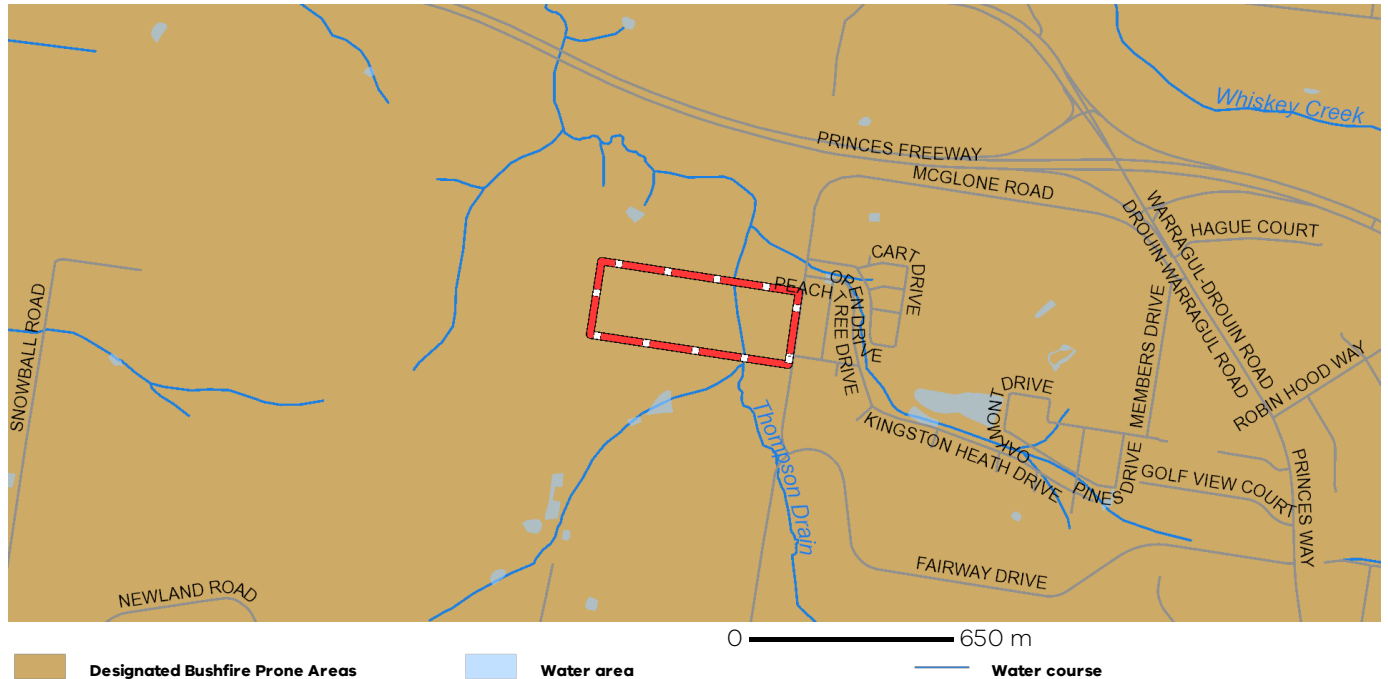 Whiskey Creek
PRINCES FREEWAY
MCGLONE ROAD
WARRAGUL-DROUIN ROAD
DROUIN-WARRAGUL ROAD
HAGUE COURT
CART DRIVE
PEACH TREE DRIVE
OPEN DRIVE
SNOWBALL ROAD
MEMBERS DRIVE
ROBIN HOOD WAY
OAKMONT DRIVE
Thompson Drain
KINGSTON HEATH DRIVE
PINES DRIVE
GOLF VIEW COURT
PRINCES WAY
FAIRWAY DRIVE
NEWLAND ROAD
0 650 m
Designated Bushfire Prone Areas
Water area
Water course